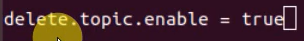 delete.topic.enable = true